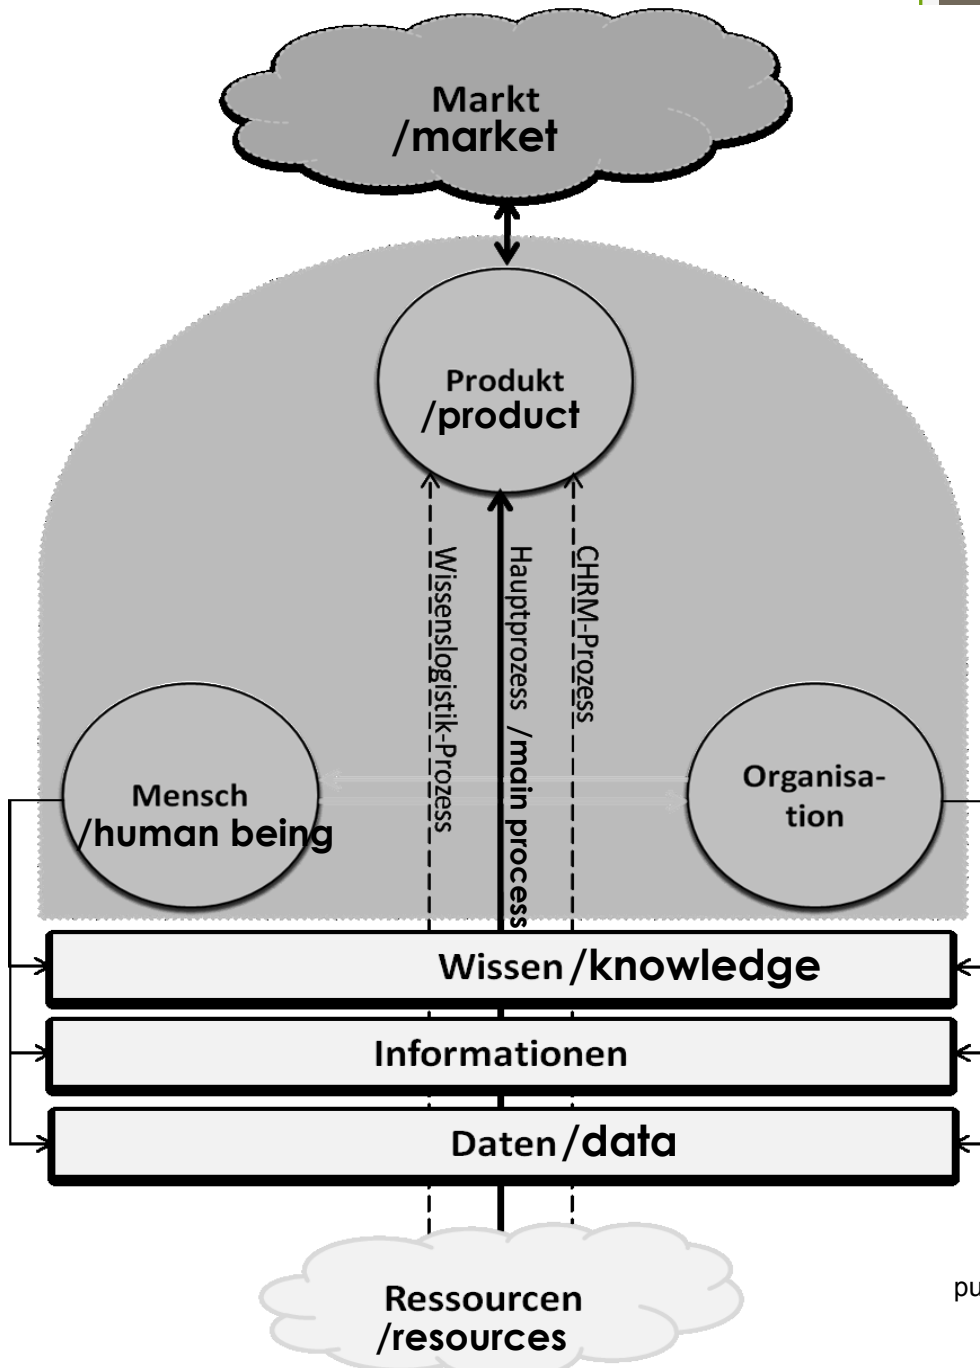 Markt
/market
Produkt
/product
Wissenslogistik-Prozess
Hauptprozess /main process
CHRM-Prozess
Mensch
/human being
Organisa-
tion
Wissen /knowledge
Informationen
Daten /data
Ressourcen
/resources
pu